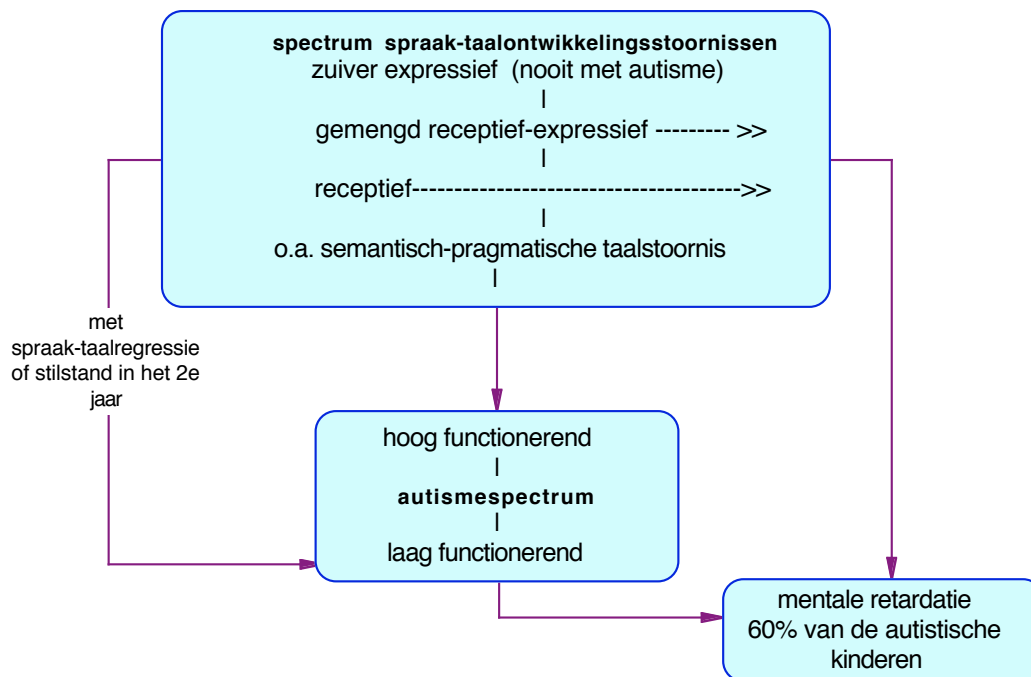 spectrum spraak-taalontwikkelingsstoornissen
zuiver expressief (nooit met autisme)
|
gemengd receptief-expressief --------- >>
|
receptief--------------------------------------->>
|
o.a. semantisch-pragmatische taalstoornis
|
met
spraak-taalregressie
of stilstand in het 2e
jaar
hoog functionerend
|
autismespectrum
|
laag functionerend
mentale retardatie
60% van de autistische
kinderen